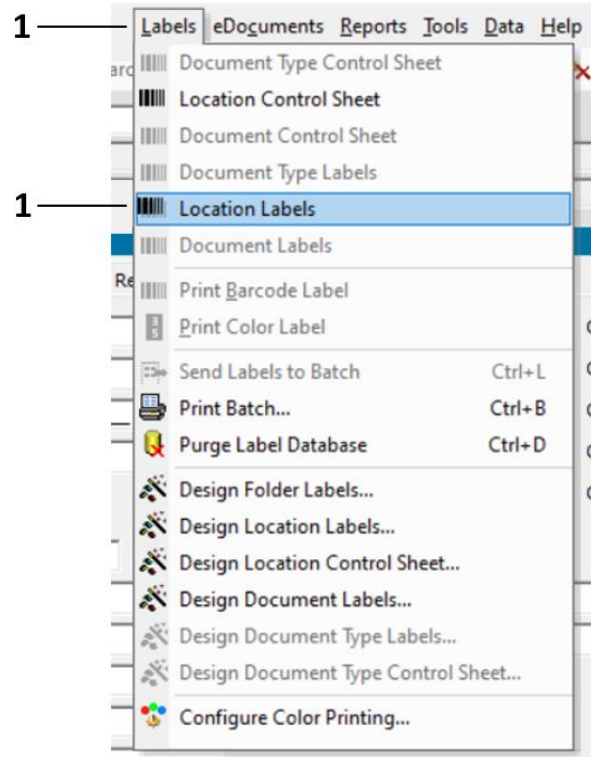 1 Labels eDocuments Reports Tools Data Help
arc Document Type Control Sheet
Location Control Sheet
Document Control Sheet
Document Type Labels
1 Location Labels
Document Labels
Re Print Barcode Label
Print Color Label
Send Labels to Batch Ctrl+L
Print Batch... Ctrl+B
Purge Label Database Ctrl+D
Design Folder Labels...
Design Location Labels...
Design Location Control Sheet...
Design Document Labels...
Design Document Type Labels...
Design Document Type Control Sheet...
Configure Color Printing...